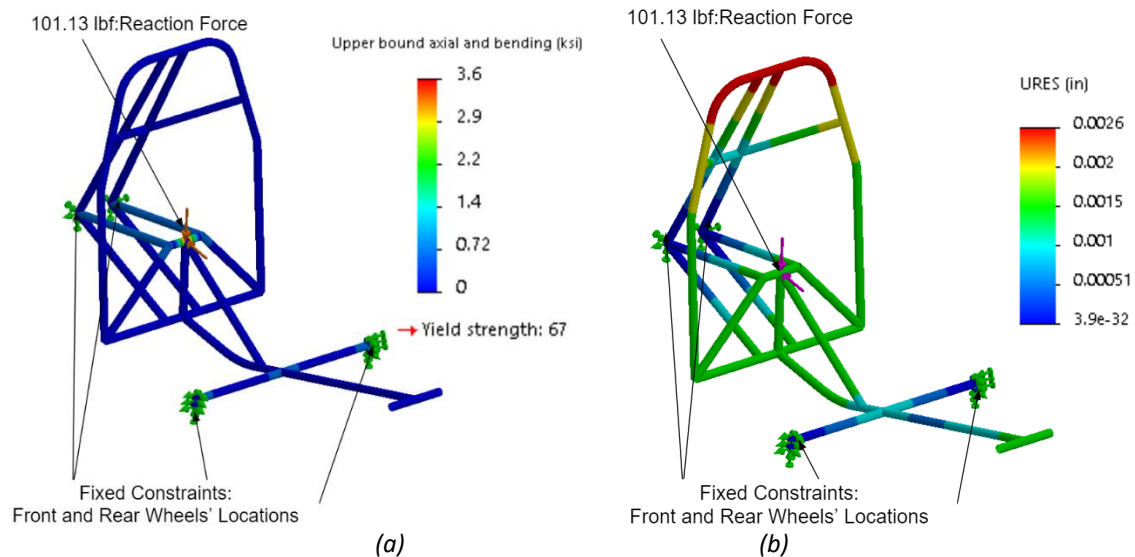 101.13 lbf:Reaction Force
Upper bound axial and bending (ksi)
3.6
2.9
2.2
1.4
0.72
0
Yield strength: 67
Fixed Constraints:
Front and Rear Wheels' Locations
(a)
101.13 lbf:Reaction Force
URES (in)
0.0026
0.002
0.0015
0.001
0.00051
3.9e-32
Fixed Constraints:
Front and Rear Wheels' Locations
(b)